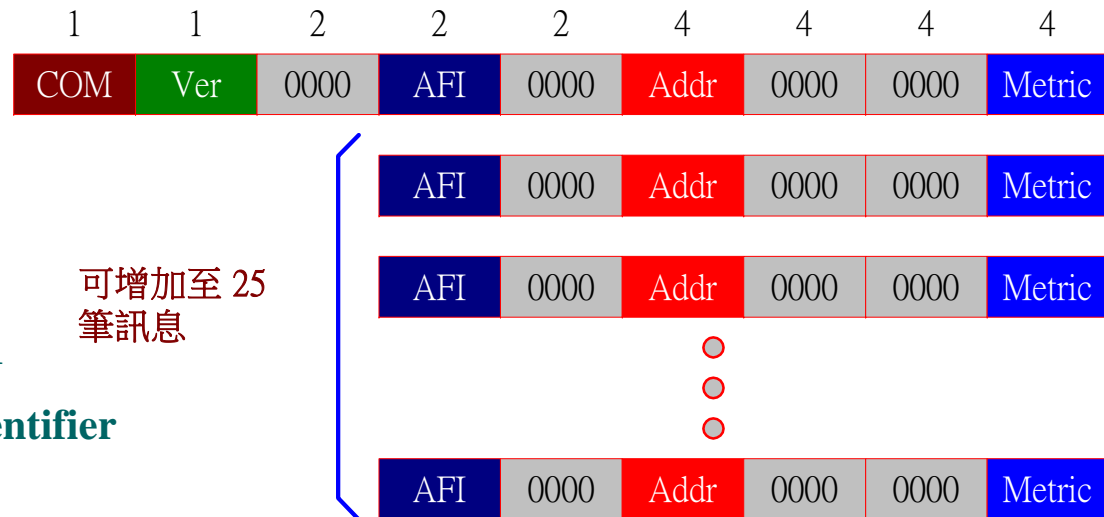 1 1 2 2 2 4 4 4 4
COM Ver 0000 AFI 0000 Addr 0000 0000 Metric
AFI 0000 Addr 0000 0000 Metric
可增加至 25
筆訊息
AFI 0000 Addr 0000 0000 Metric
entifier
AFI 0000 Addr 0000 0000 Metric